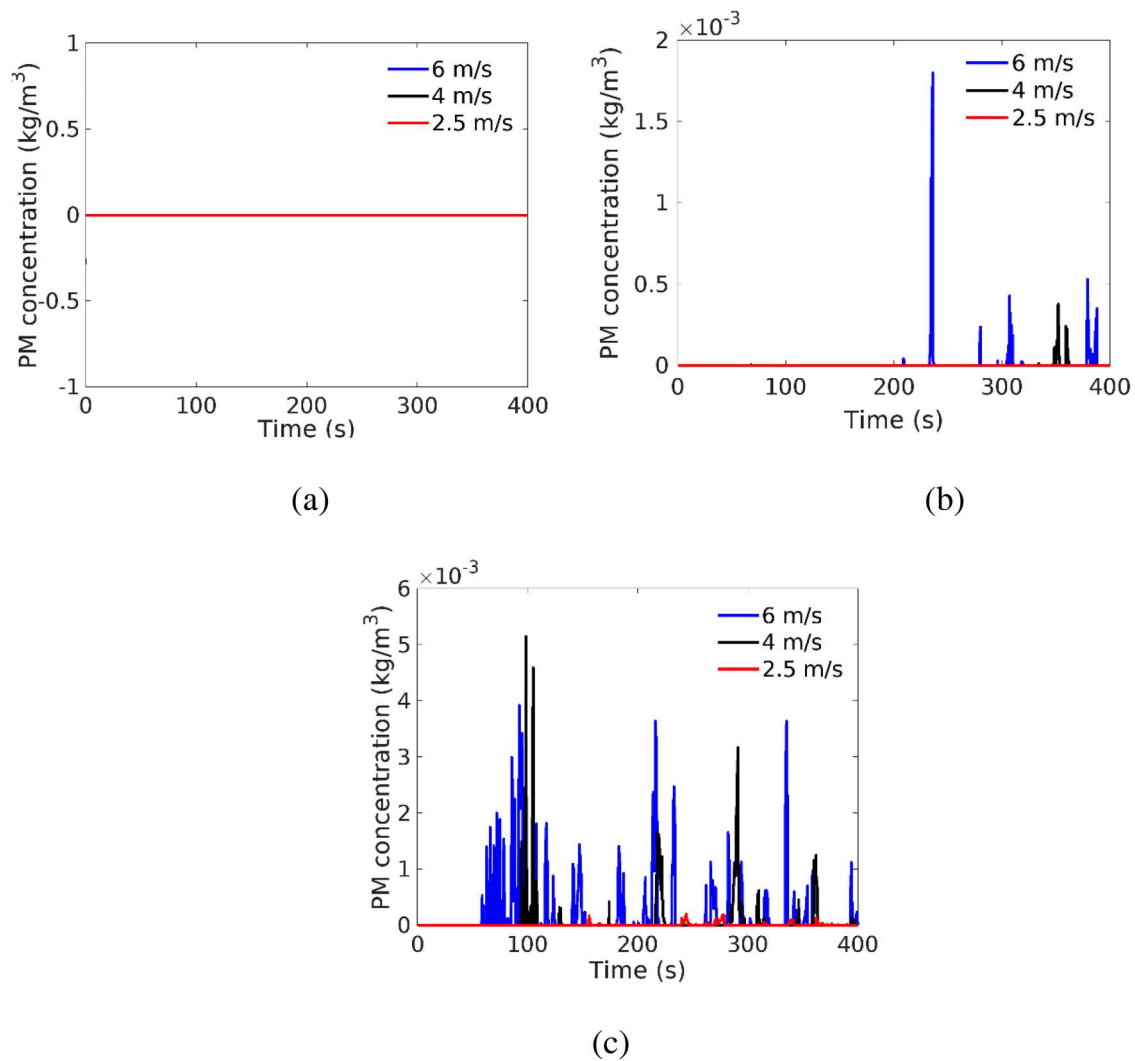 PM concentration (kg/m³)
1
0.5
0
-0.5
-1
6 m/s
4 m/s
2.5 m/s
0 100 200 300 400
Time (s)
(a)
×10⁻³
PM concentration (kg/m³)
2
1.5
1
0.5
0
6 m/s
4 m/s
2.5 m/s
0 100 200 300 400
Time (s)
(b)
×10⁻³
PM concentration (kg/m³)
6
5
4
3
2
1
0
6 m/s
4 m/s
2.5 m/s
0 100 200 300 400
Time (s)
(c)